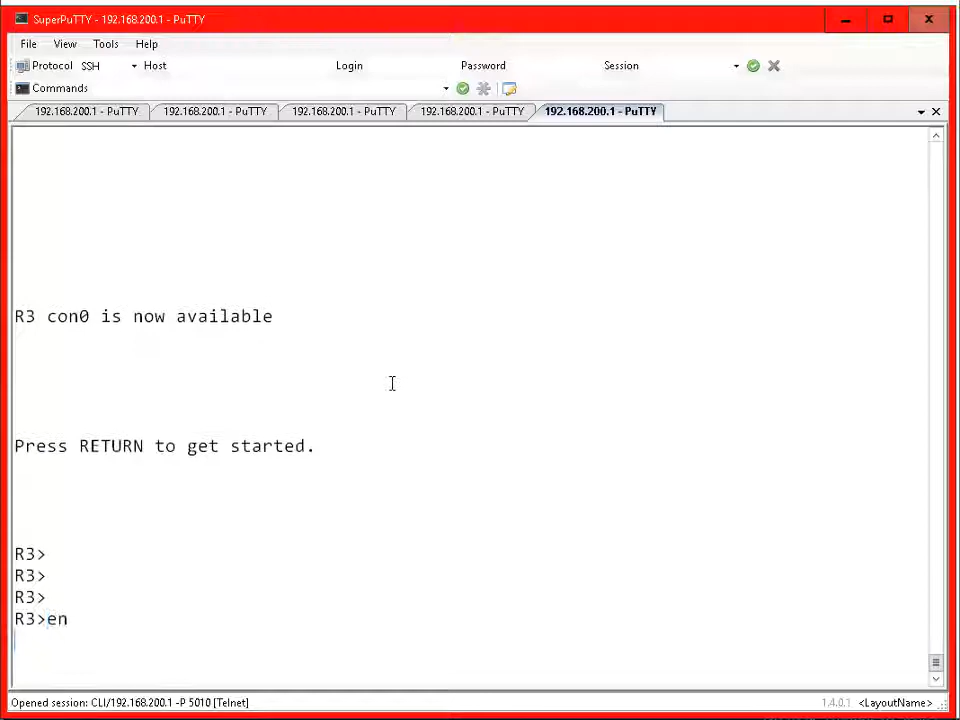 SuperPuTTY - 192.168.200.1 - PuTTY
File View Tools Help
Protocol SSH Host Login Password Session
Commands
192.168.200.1 - PuTTY 192.168.200.1 - PuTTY 192.168.200.1 - PuTTY 192.168.200.1 - PuTTY 192.168.200.1 - PuTTY
R3 con0 is now available
Press RETURN to get started.
R3>
R3>
R3>
R3>en
Opened session: CLI/192.168.200.1 -P 5010 [Telnet] 1.4.0.1 <LayoutName>